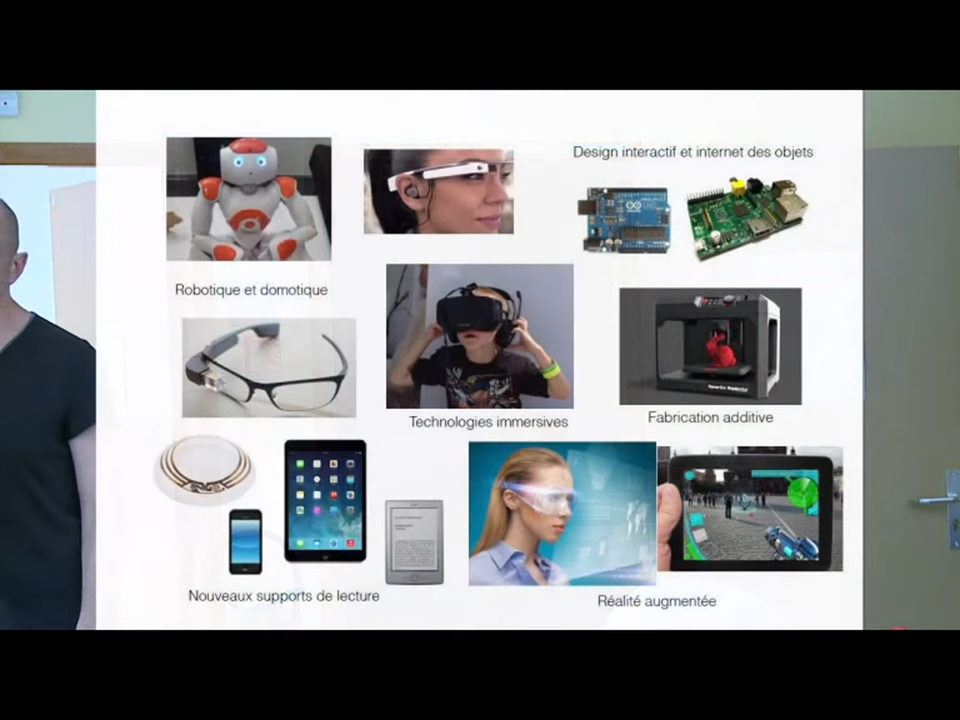 Design interactif et internet des objets
Robotique et domotique
Technologies immersives
Fabrication additive
Nouveaux supports de lecture
Réalité augmentée